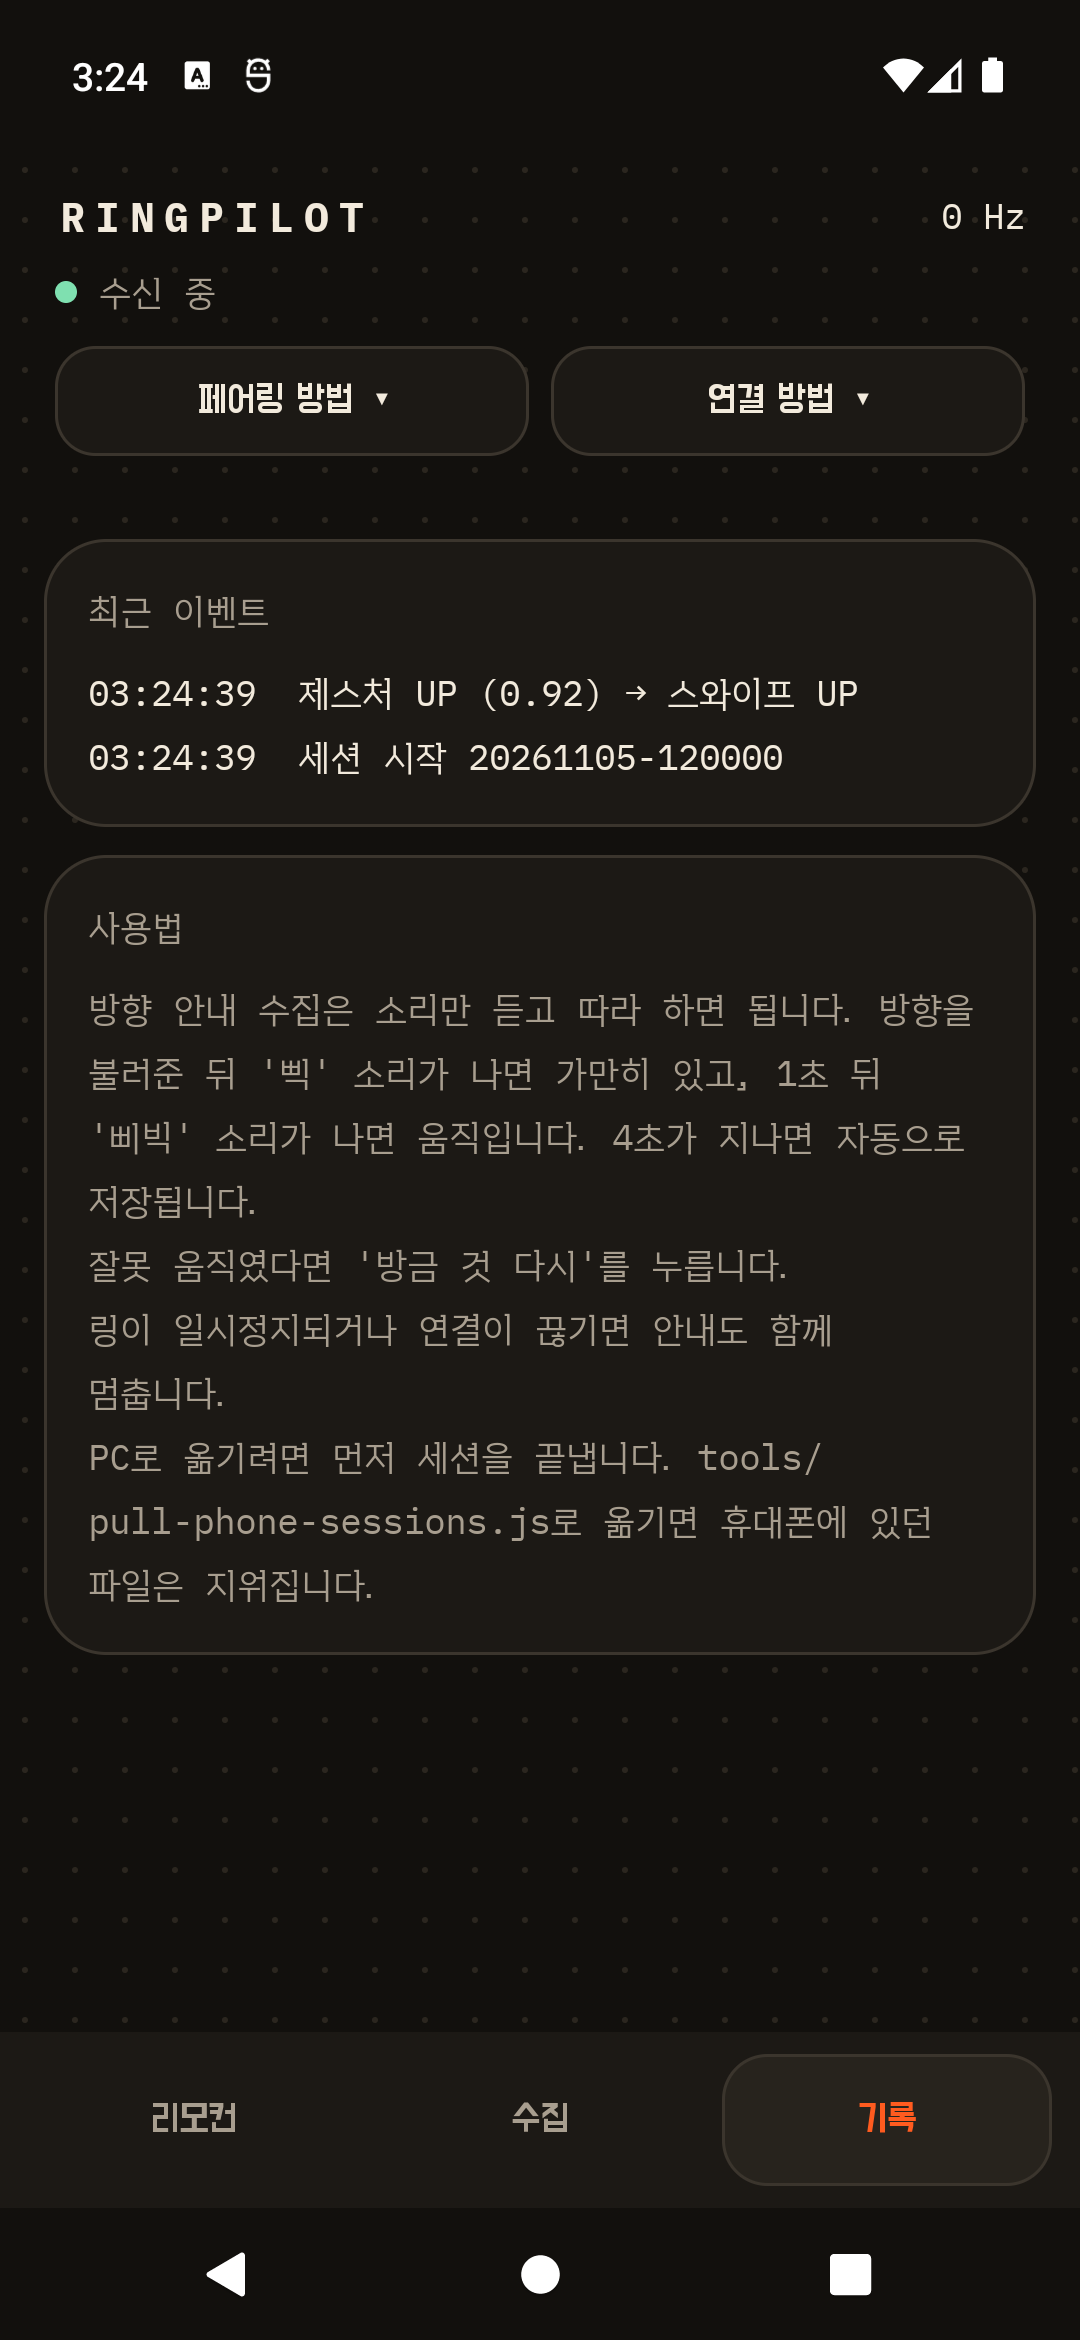 3:24
RINGPILOT
0 Hz
수신 중
페어링 방법 ▼
연결 방법 ▼
최근 이벤트
03:24:39 제스처 UP (0.92) → 스와이프 UP
03:24:39 세션 시작 20261105-120000
사용법
방향 안내 수집은 소리만 듣고 따라 하면 됩니다. 방향을
불러준 뒤 '삑' 소리가 나면 가만히 있고, 1초 뒤
'삐빅' 소리가 나면 움직입니다. 4초가 지나면 자동으로
저장됩니다.
잘못 움직였다면 '방금 것 다시'를 누릅니다.
링이 일시정지되거나 연결이 끊기면 안내도 함께
멈춥니다.
PC로 옮기려면 먼저 세션을 끝냅니다. tools/
pull-phone-sessions.js로 옮기면 휴대폰에 있던
파일은 지워집니다.
리모컨
수집
기록